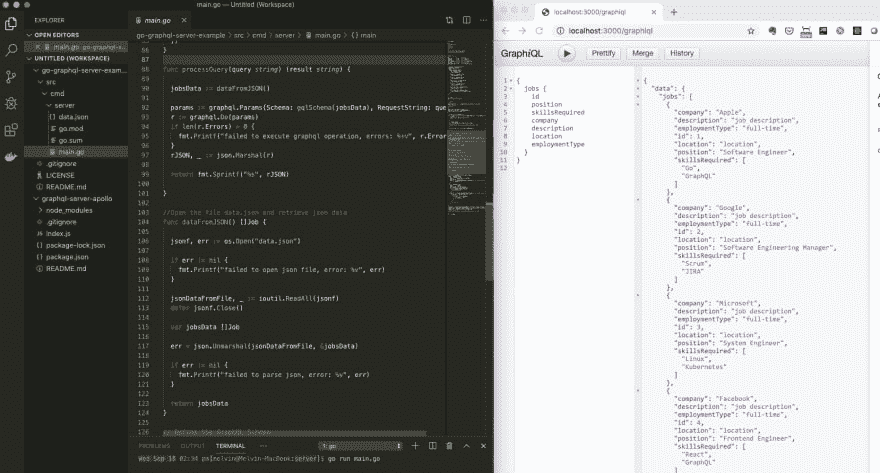 main.go — Untitled (Workspace)
EXPLORER
OPEN EDITORS
main.go go-graphql-s...
UNTITLED (WORKSPACE)
go-graphql-server-exam...
src
cmd
server
data.json
go.mod
go.sum
main.go
.gitignore
LICENSE
README.md
graphql-server-apollo
node_modules
.gitignore
index.js
package-lock.json
package.json
README.md
main.go
go-graphql-server-example > src > cmd > server > main.go > {} main
86 }
87
88 func processQuery(query string) (result string) {
89
90 jobsData := dataFromJSON()
91
92 params := graphql.Params{Schema: gqlSchema(jobsData), RequestString: que
93 r := graphql.Do(params)
94 if len(r.Errors) > 0 {
95 fmt.Printf("failed to execute graphql operation, errors: %+v", r.Error
96 }
97 rJSON, _ := json.Marshal(r)
98
99 return fmt.Sprintf("%s", rJSON)
100
101 }
102
103 //Open the file data.json and retrieve json data
104 func dataFromJSON() []Job {
105
106 jsonf, err := os.Open("data.json")
107
108 if err != nil {
109 fmt.Printf("failed to open json file, error: %v", err)
110 }
111
112 jsonDataFromFile, _ := ioutil.ReadAll(jsonf)
113 defer jsonf.Close()
114
115 var jobsData []Job
116
117 err = json.Unmarshal(jsonDataFromFile, &jobsData)
118
119 if err != nil {
120 fmt.Printf("failed to parse json, error: %v", err)
121 }
122
123 return jobsData
124 }
125
126
PROBLEMS OUTPUT TERMINAL 1: go
Wed Sep 18 02:34 pm|melvin@Melvin-MacBook:server|$ go run main.go
localhost:3000/graphiql
localhost:3000/graphiql
GraphiQL Prettify Merge History
1 {
2 jobs {
3 id
4 position
5 skillsRequired
6 company
7 description
8 location
9 employmentType
10 }
11 }
12
{
"data": {
"jobs": [
{
"company": "Apple",
"description": "job description",
"employmentType": "full-time",
"id": 1,
"location": "location",
"position": "Software Engineer",
"skillsRequired": [
"Go",
"GraphQL"
]
},
{
"company": "Google",
"description": "job description",
"employmentType": "full-time",
"id": 2,
"location": "location",
"position": "Software Engineering Manager",
"skillsRequired": [
"Scrum",
"JIRA"
]
},
{
"company": "Microsoft",
"description": "job description",
"employmentType": "full-time",
"id": 3,
"location": "location",
"position": "System Engineer",
"skillsRequired": [
"Linux",
"Kubernetes"
]
},
{
"company": "Facebook",
"description": "job description",
"employmentType": "full-time",
"id": 4,
"location": "location",
"position": "Frontend Engineer",
"skillsRequired": [
"React",
"GraphQL"
]